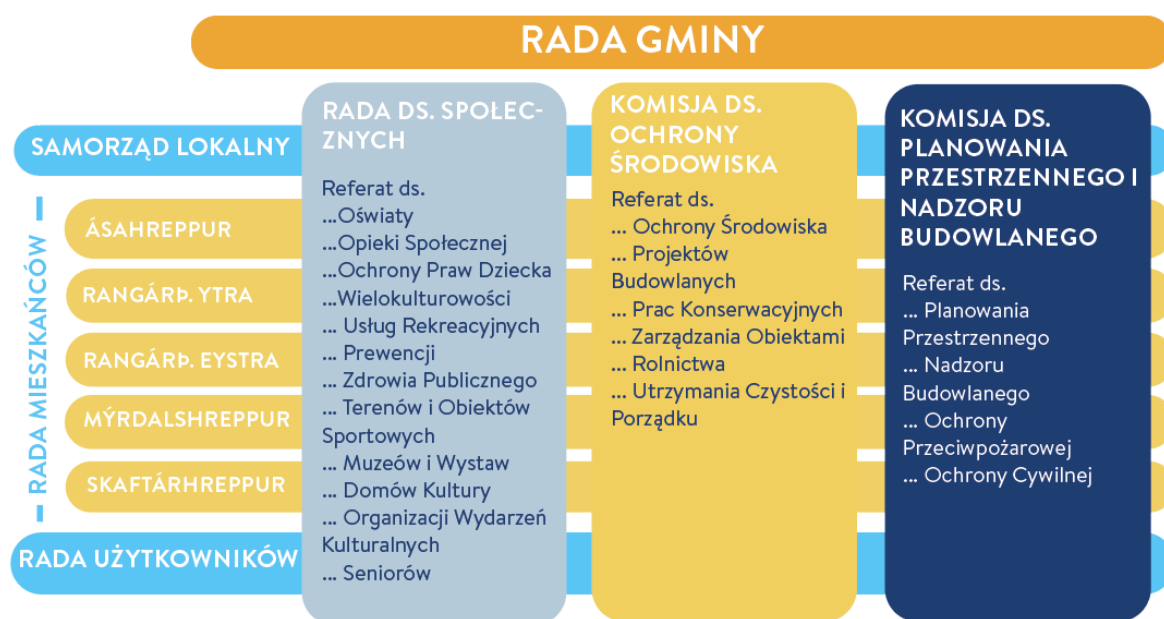 RADA GMINY
SAMORZĄD LOKALNY
RADA MIESZKAŃCÓW
ÁSAHREPPUR
RANGÁRÞ. YTRA
RANGÁRÞ. EYSTRA
MÝRDALSHREPPUR
SKAFTÁRHREPPUR
RADA UŻYTKOWNIKÓW
RADA DS. SPOŁEC-
ZNYCH
Referat ds.
...Oświaty
...Opieki Społecznej
...Ochrony Praw Dziecka
...Wielokulturowości
... Usług Rekreacyjnych
... Prewencji
... Zdrowia Publicznego
... Terenów i Obiektów
Sportowych
... Muzeów i Wystaw
... Domów Kultury
... Organizacji Wydarzeń
Kulturalnych
... Seniorów
KOMISJA DS.
OCHRONY
ŚRODOWISKA
Referat ds.
... Ochrony Środowiska
... Projektów
Budowlanych
... Prac Konserwacyjnych
... Zarządzania Obiektami
... Rolnictwa
... Utrzymania Czystości i
Porządku
KOMISJA DS.
PLANOWANIA
PRZESTRZENNEGO I
NADZORU
BUDOWLANEGO
Referat ds.
... Planowania
Przestrzennego
... Nadzoru
Budowlanego
... Ochrony
Przeciwpożarowej
... Ochrony Cywilnej